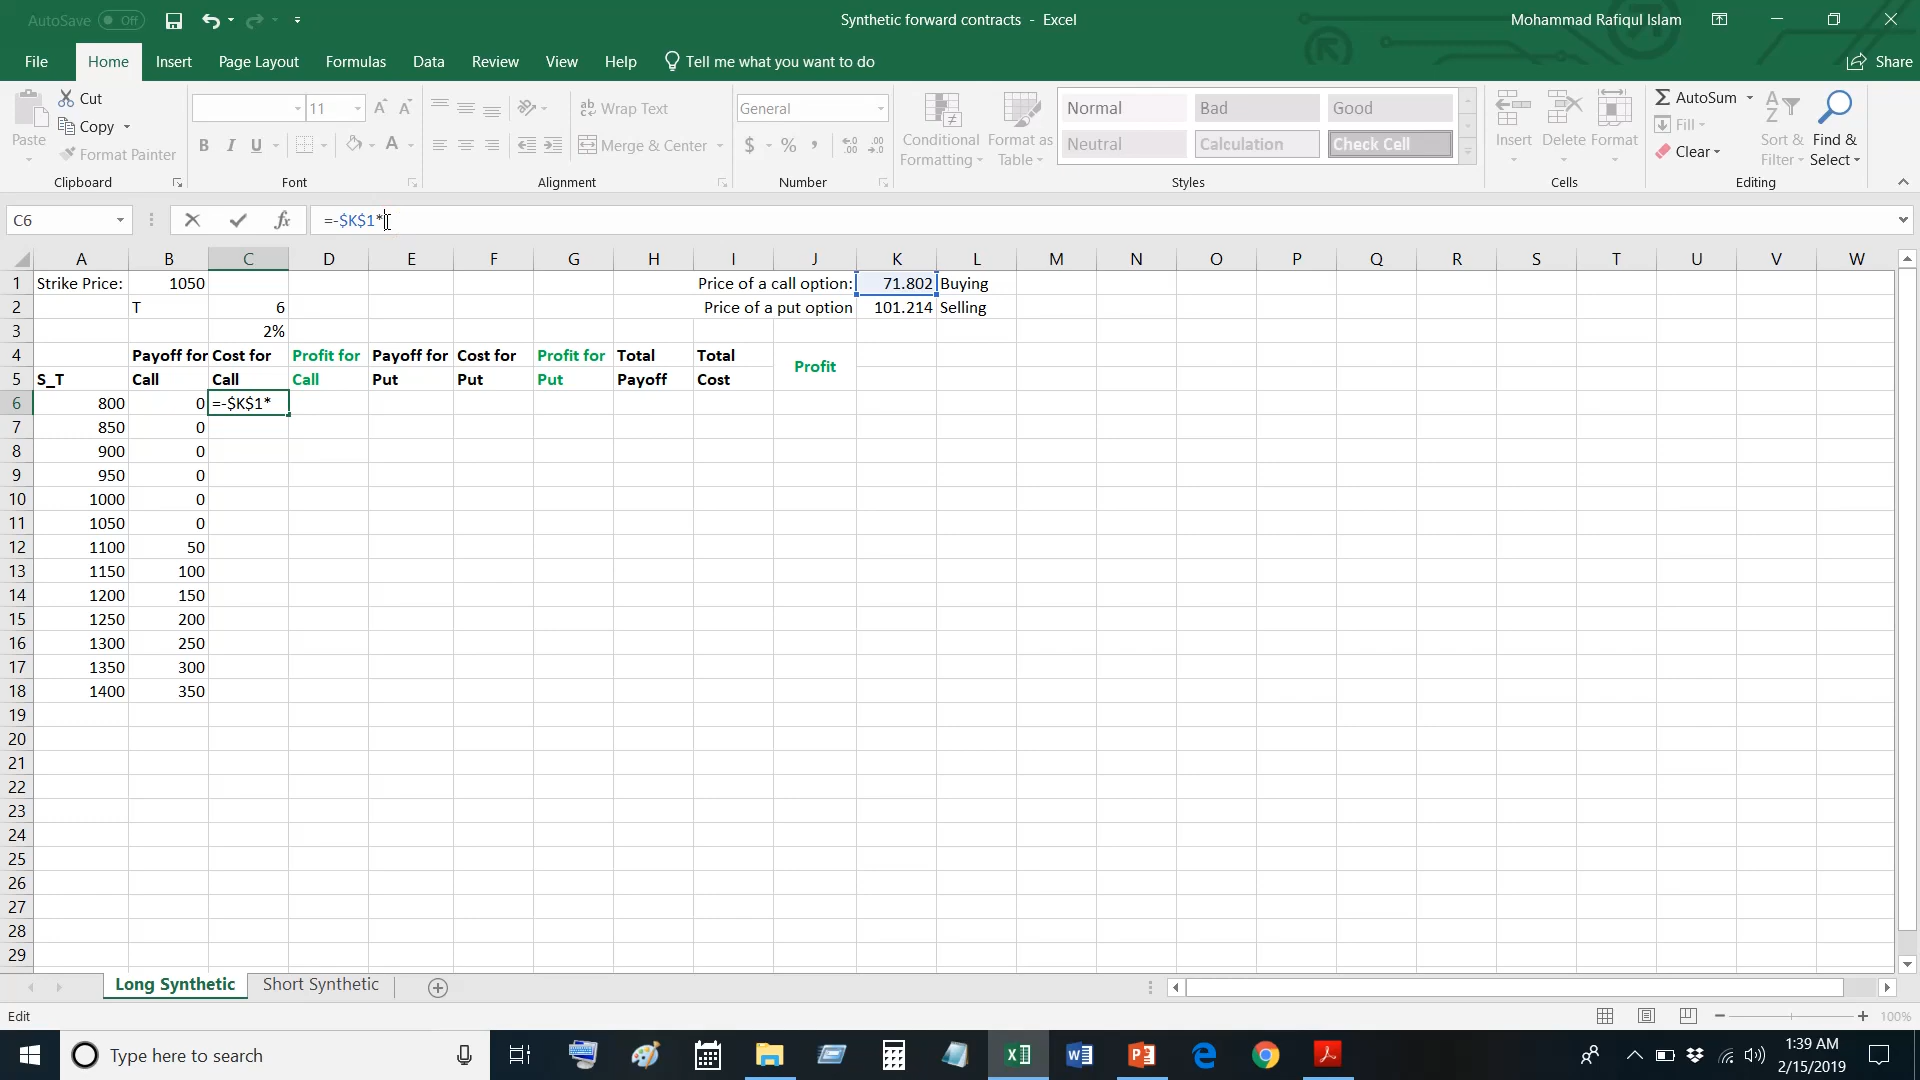 AutoSave Off
Synthetic forward contracts - Excel
Mohammad Rafiqul Islam
File Home Insert Page Layout Formulas Data Review View Help Tell me what you want to do
Share
Paste
Cut
Copy
Format Painter
Clipboard
11
B I U
Font
Wrap Text
Merge & Center
Alignment
General
$ % ,
Number
Conditional Formatting
Format as Table
Normal Bad Good
Neutral Calculation Check Cell
Styles
Insert Delete Format
Cells
AutoSum
Fill
Clear
Sort & Filter
Find & Select
Editing
C6
fx
=-$K$1*
A B C D E F G H I J K L M N O P Q R S T U V W
1 Strike Price: 1050 Price of a call option: 71.802 Buying
2 T 6 Price of a put option 101.214 Selling
3 2%
4 Payoff for Cost for Profit for Payoff for Cost for Profit for Total Total Profit
5 S_T Call Call Call Put Put Put Payoff Cost
6 800 0 =-$K$1*
7 850 0
8 900 0
9 950 0
10 1000 0
11 1050 0
12 1100 50
13 1150 100
14 1200 150
15 1250 200
16 1300 250
17 1350 300
18 1400 350
19
20
21
22
23
24
25
26
27
28
29
Long Synthetic Short Synthetic
Edit
100%
Type here to search
1:39 AM
2/15/2019